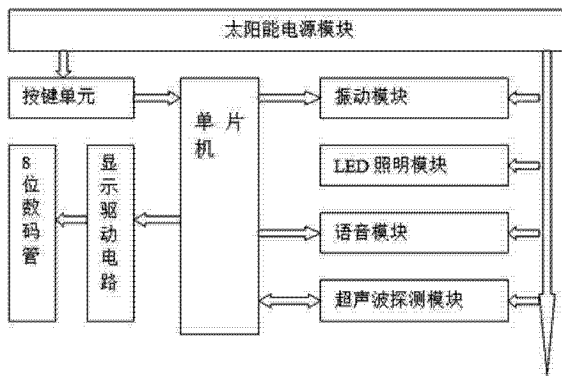 太阳能电源模块
按键单元
单片
机
振动模块
LED 照明模块
8
位
数
码
管
显
示
驱
动
电
路
语音模块
超声波探测模块